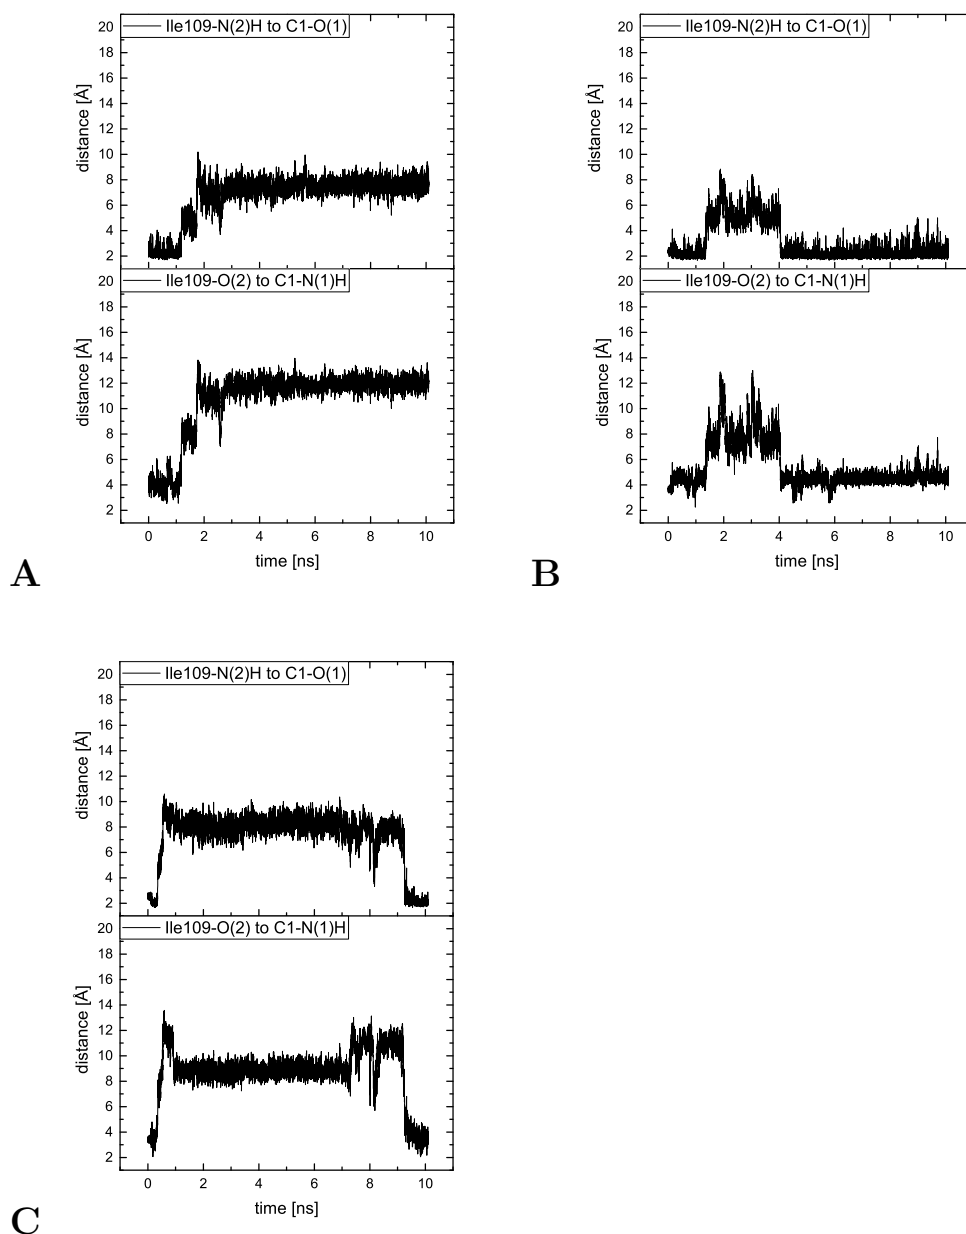 Ile109-N(2)H to C1-O(1)
20
18
16
14
12
10
8
6
4
2
distance [Å]
Ile109-O(2) to C1-N(1)H
20
18
16
14
12
10
8
6
4
2
distance [Å]
0 2 4 6 8 10
time [ns]
A
Ile109-N(2)H to C1-O(1)
20
18
16
14
12
10
8
6
4
2
distance [Å]
Ile109-O(2) to C1-N(1)H
20
18
16
14
12
10
8
6
4
2
distance [Å]
0 2 4 6 8 10
time [ns]
B
Ile109-N(2)H to C1-O(1)
20
18
16
14
12
10
8
6
4
2
distance [Å]
Ile109-O(2) to C1-N(1)H
20
18
16
14
12
10
8
6
4
2
distance [Å]
0 2 4 6 8 10
time [ns]
C